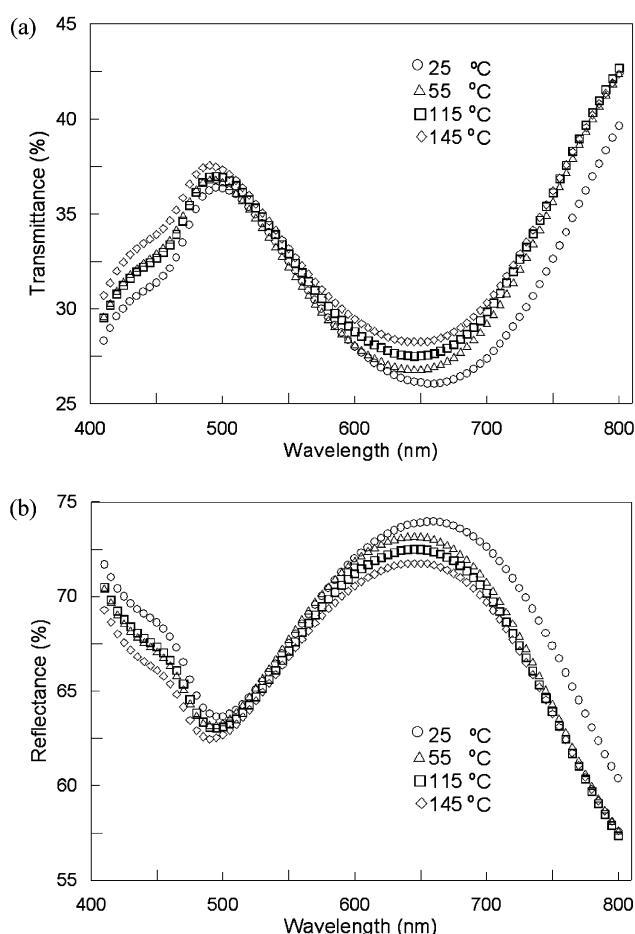 (a)
45
40
35
30
25
Transmittance (%)
25 ºC
55 ºC
115 ºC
145 ºC
400 500 600 700 800
Wavelength (nm)
(b)
75
70
65
60
55
Reflectance (%)
25 ºC
55 ºC
115 ºC
145 ºC
400 500 600 700 800
Wavelength (nm)